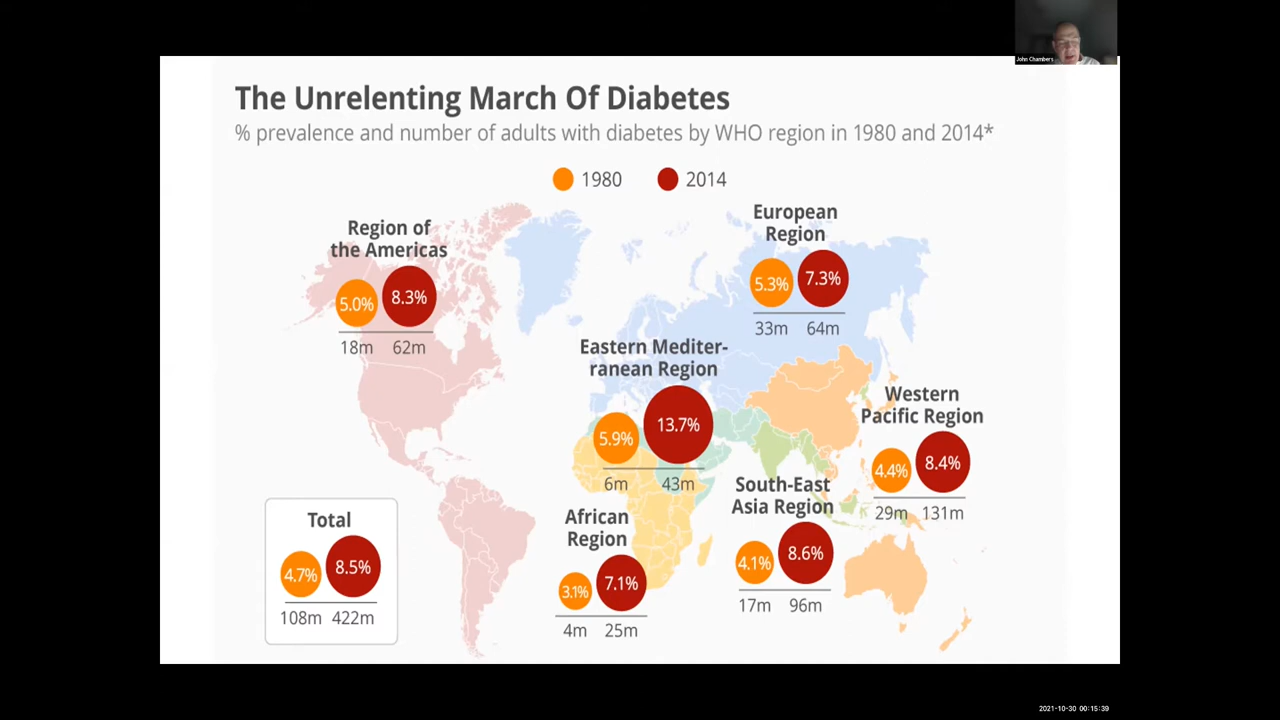 John Chambers
The Unrelenting March Of Diabetes
% prevalence and number of adults with diabetes by WHO region in 1980 and 2014*
1980
2014
Region of
the Americas
5.0%
8.3%
18m
62m
European
Region
5.3%
7.3%
33m
64m
Eastern Mediter-
ranean Region
5.9%
13.7%
6m
43m
Western
Pacific Region
4.4%
8.4%
29m
131m
South-East
Asia Region
4.1%
8.6%
17m
96m
African
Region
3.1%
7.1%
4m
25m
Total
4.7%
8.5%
108m
422m
2021-10-30 00:15:39